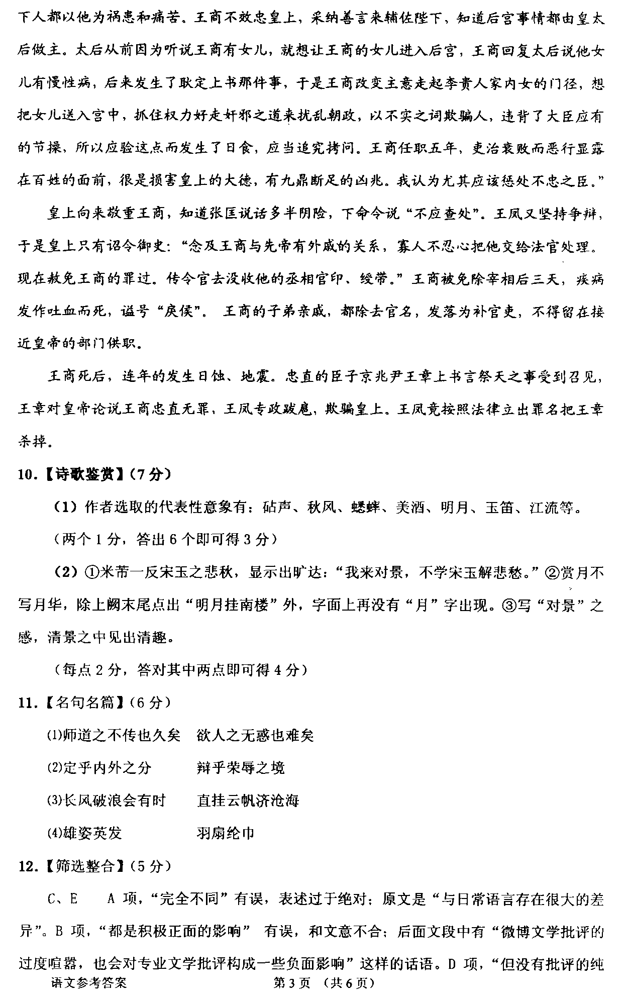 下人都以他为祸患和痛苦。王商不效忠皇上，采纳善言来辅佐陛下，知道后宫事情都由皇太
后做主。太后从前因为听说王商有女儿，就想让王商的女儿进入后宫，王商回复太后说他女
儿有慢性病，后来发生了耿定上书那件事，于是王商改变主意走起李贵人家内女的门径，想
把女儿送入宫中，抓住权力好走奸邪之道来扰乱朝政，以不实之词欺骗人，违背了大臣应有
的节操，所以应验这点而发生了日食，应当追究拷问。王商任职五年，吏治衰败而恶行显露
在百姓的面前，很是损害皇上的大德，有九鼎断足的凶兆。我认为尤其应该惩处不忠之臣。”
皇上向来敬重王商，知道张匡说话多半阴险，下命令说“不应查处”。王凤又坚持争辩，
于是皇上只有诏令御史：“念及王商与先帝有外戚的关系，寡人不忍心把他交给法官处理。
现在赦免王商的罪过。传令官去没收他的丞相官印、绶带。”王商被免除宰相后三天，疾病
发作吐血而死，谥号“戾侯”。 王商的子弟亲戚，都除去官名，发落为补官吏，不得留在接
近皇帝的部门供职。
王商死后，连年的发生日蚀、地震。忠直的臣子京兆尹王章上书言祭天之事受到召见，
王章对皇帝论说王商忠直无罪，王凤专政跋扈，欺骗皇上。王凤竟按照法律立出罪名把王章
杀掉。
10.【诗歌鉴赏】（7 分）
（1）作者选取的代表性意象有：砧声、秋风、蟋蟀、美酒、明月、玉笛、江流等。
（两个 1 分，答出 6 个即可得 3 分）
（2）①米芾一反宋玉之悲秋，显示出旷达：“我来对景，不学宋玉解悲愁。”②赏月不
写月华，除上阙末尾点出“明月挂南楼”外，字面上再没有“月”字出现。③写“对景”之
感，清景之中见出清趣。
（每点 2 分，答对其中两点即可得 4 分）
11.【名句名篇】（6 分）
⑴师道之不传也久矣 欲人之无惑也难矣
⑵定乎内外之分 辩乎荣辱之境
⑶长风破浪会有时 直挂云帆济沧海
⑷雄姿英发 羽扇纶巾
12.【筛选整合】（5 分）
C、E A 项，“完全不同”有误，表述过于绝对；原文是“与日常语言存在很大的差
异”。B 项，“都是积极正面的影响” 有误，和文意不合；后面文段中有“微博文学批评的
过度喧嚣，也会对专业文学批评构成一些负面影响”这样的话语。D 项，“但没有批评的纯
语文参考答案 第 3 页 （共 6 页）